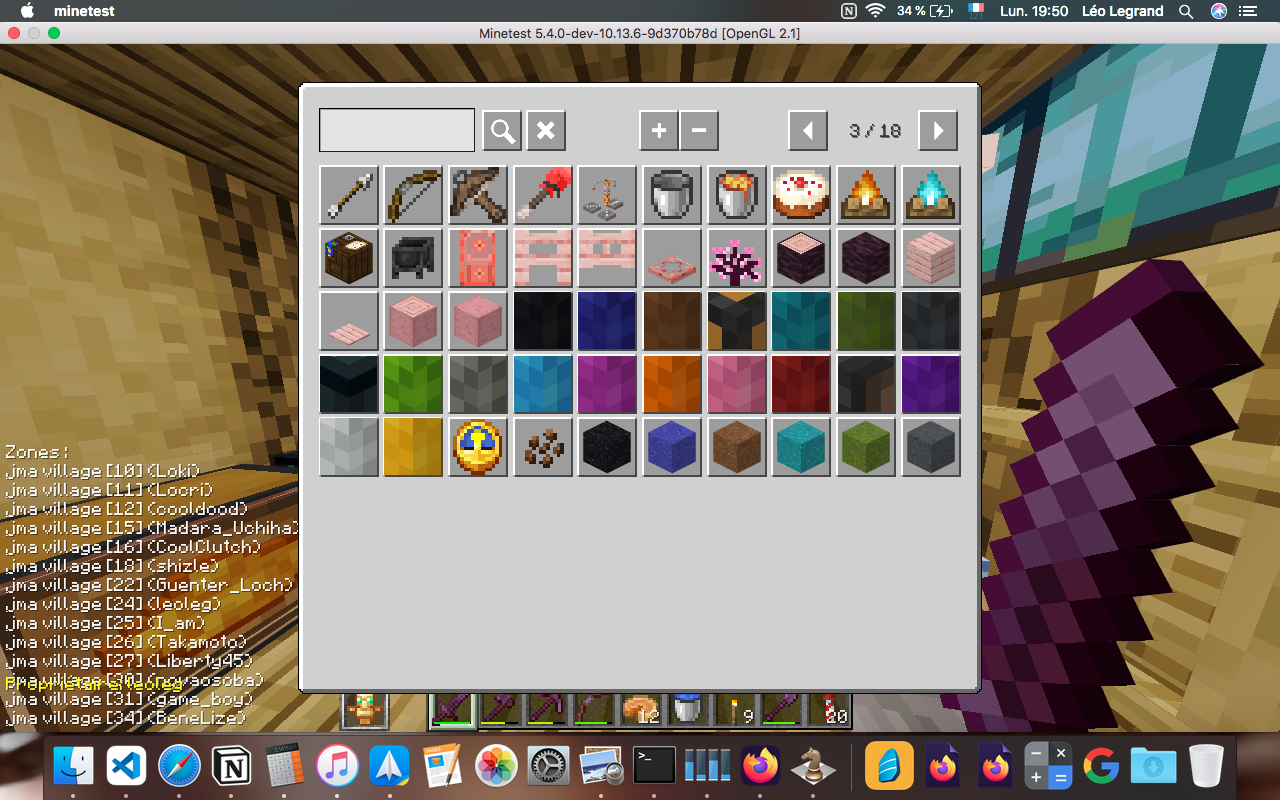 minetest
34 %
123
Lun. 19:50
Léo Legrand
Minetest 5.4.0-dev-10.13.6-9d370b78d [OpenGL 2.1]
3 / 18
Zones :
jma village [10] (Loki)
jma village [11] (Locri)
jma village [12] (cooldood)
jma village [15] (Madara_Uchiha)
jma village [16] (CoolClutch)
jma village [18] (shizle)
jma village [22] (Guenter_Loch)
jma village [24] (leoleg)
jma village [25] (I_am)
jma village [26] (Takamoto)
jma village [27] (Liberty45)
jma village [30]
jma village [31] (game_boy)
jma village [34] (BeneLize)
12
9
20